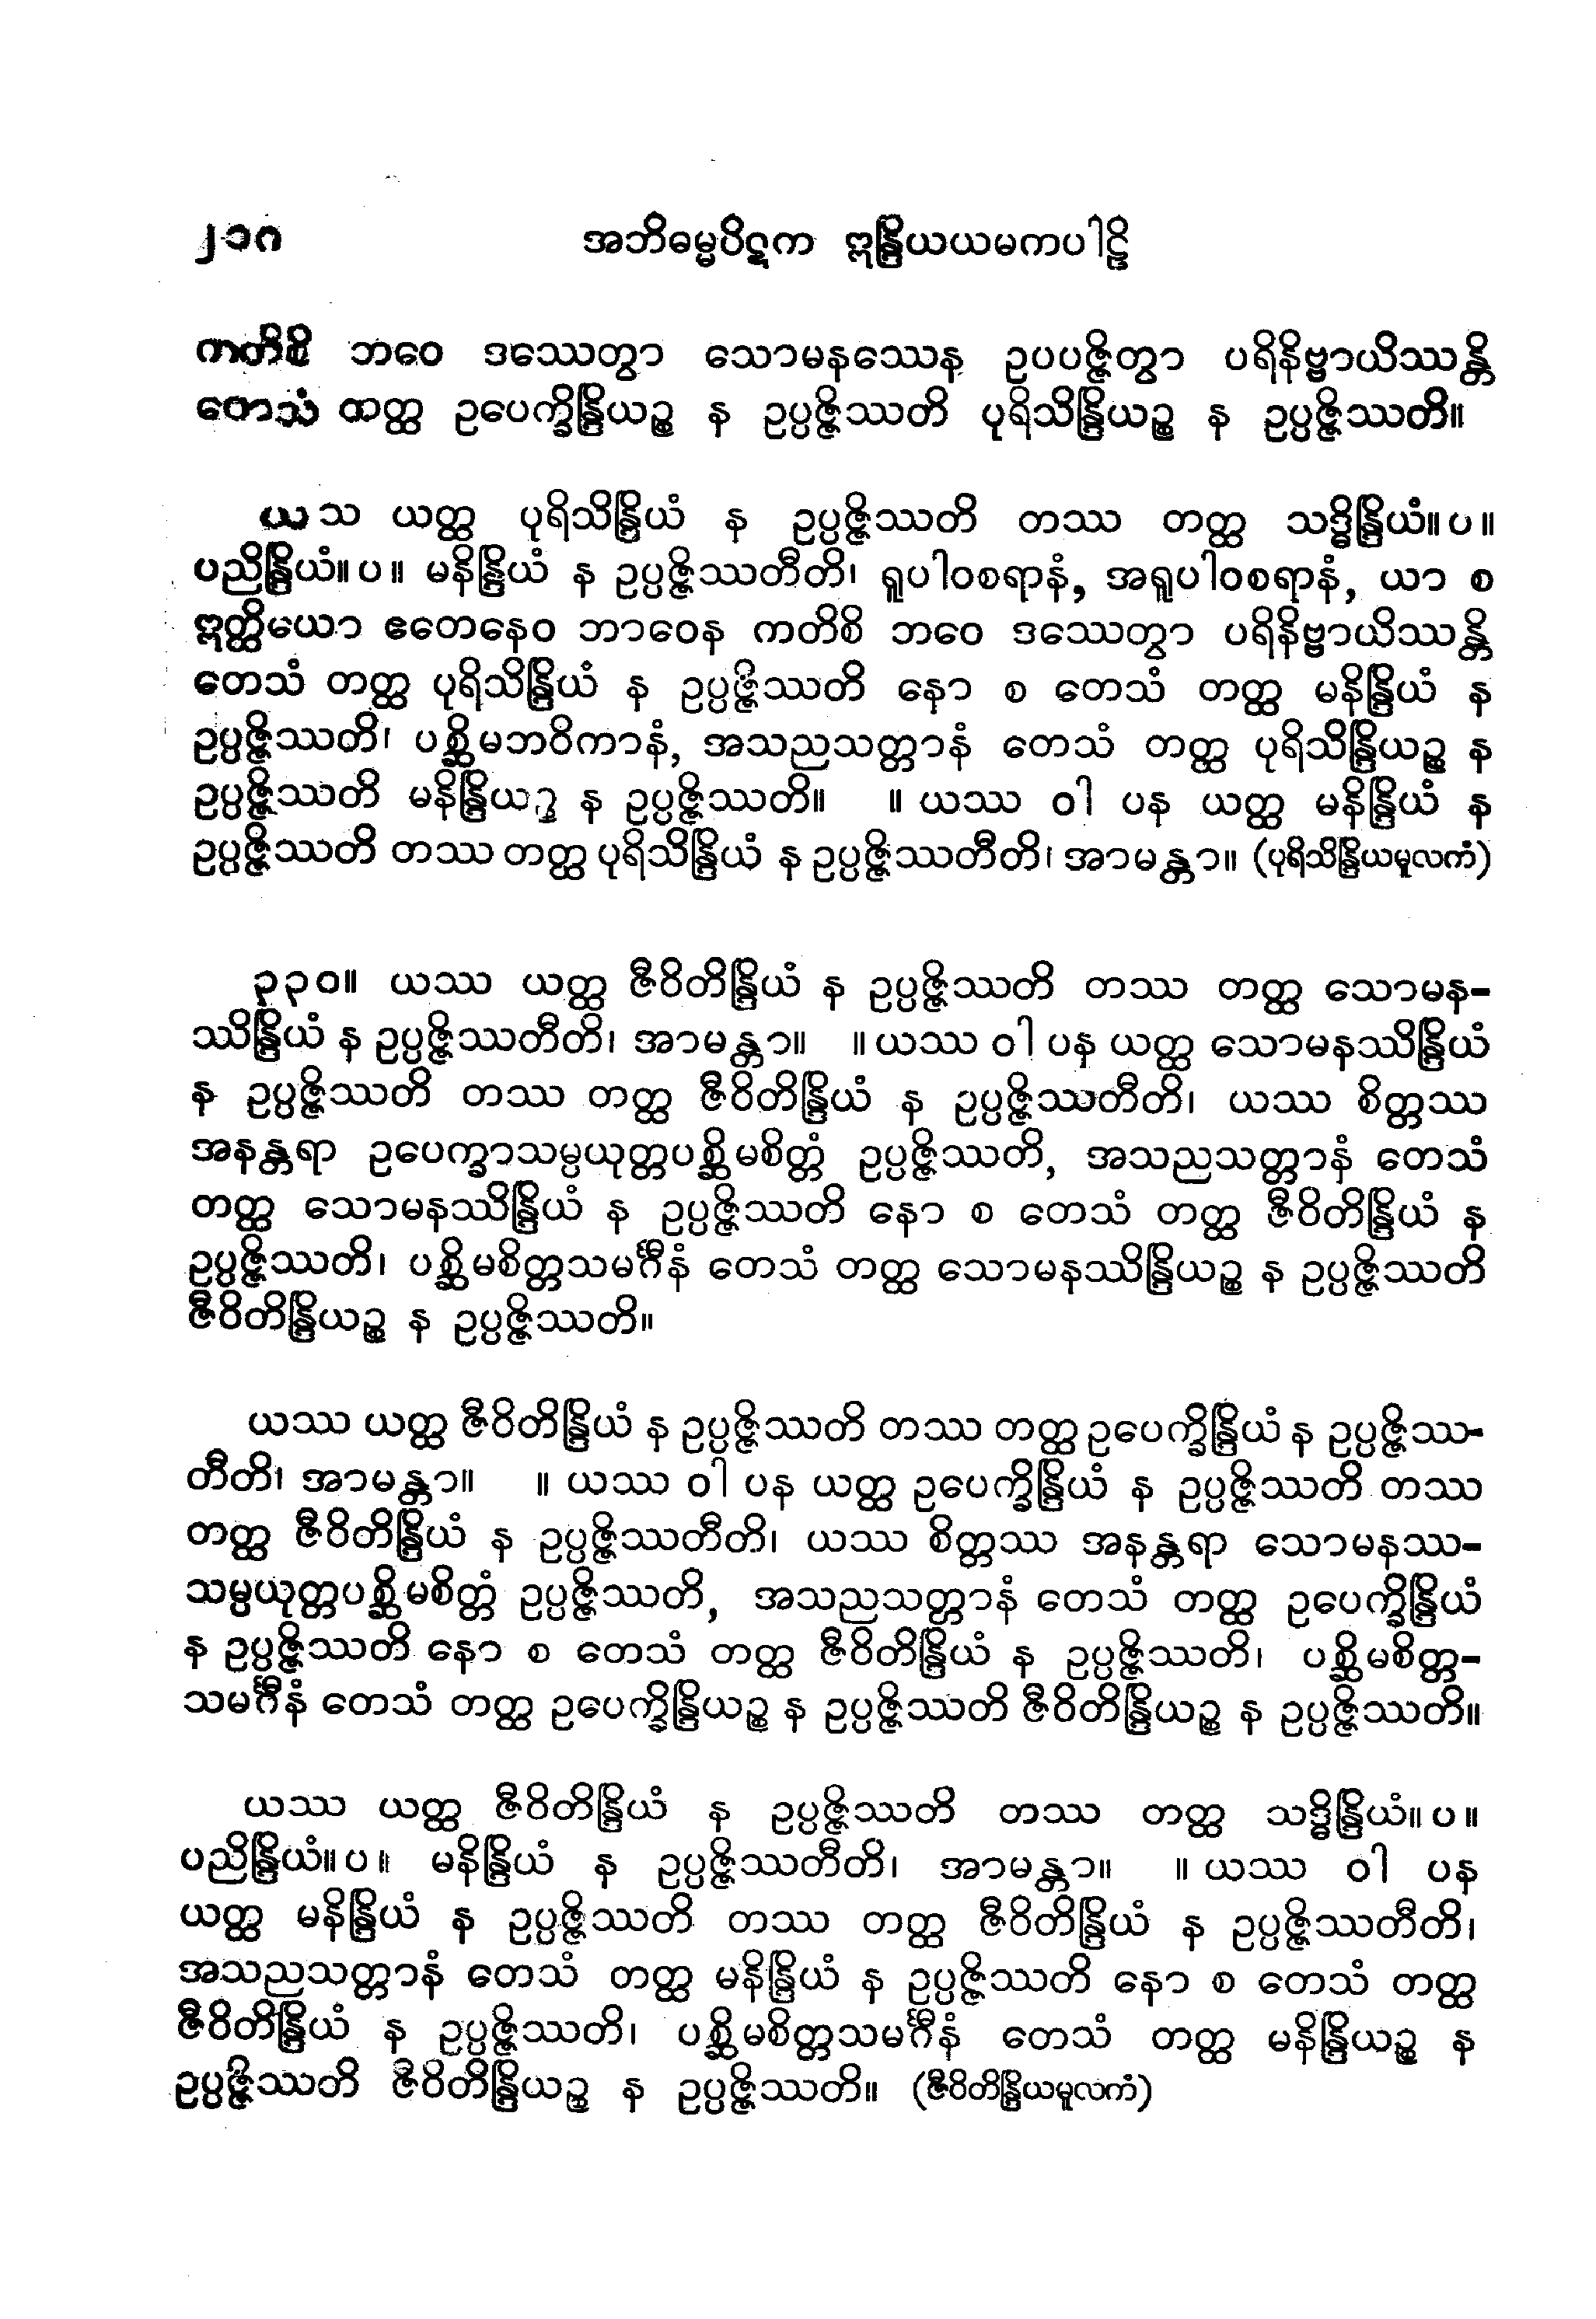 ၂၁၈ အဘိဓမ္မပိဋက ဣန္ဒြိယယမကပါဠိ
ကတိစိ ဘဝေ ဒဿေတွာ သောမနဿေန ဥပပဇ္ဇိတွာ ပရိနိဗ္ဗာယိဿန္တိ
တေသံ တတ္ထ ဥပေက္ခိန္ဒြိယဉ္စ န ဥပ္ပဇ္ဇိဿတိ ပုရိသိန္ဒြိယဉ္စ န ဥပ္ပဇ္ဇိဿတိ။
ယသ ယတ္ထ ပုရိသိန္ဒြိယံ န ဥပ္ပဇ္ဇိဿတိ တဿ တတ္ထ သဒ္ဓိန္ဒြိယံ။ပ။
ပညိန္ဒြိယံ။ပ။ မနိန္ဒြိယံ န ဥပ္ပဇ္ဇိဿတီတိ၊ ရူပါဝစရာနံ, အရူပါဝစရာနံ, ယာ စ
ဣတ္ထိယော ဧတေနေဝ ဘာဝေန ကတိစိ ဘဝေ ဒဿေတွာ ပရိနိဗ္ဗာယိဿန္တိ
တေသံ တတ္ထ ပုရိသိန္ဒြိယံ န ဥပ္ပဇ္ဇိဿတိ နော စ တေသံ တတ္ထ မနိန္ဒြိယံ န
ဥပ္ပဇ္ဇိဿတိ၊ ပစ္ဆိမဘဝိကာနံ, အသညသတ္တာနံ တေသံ တတ္ထ ပုရိသိန္ဒြိယဉ္စ န
ဥပ္ပဇ္ဇိဿတိ မနိန္ဒြိယဉ္စ န ဥပ္ပဇ္ဇိဿတိ။ ။ ယဿ ဝါ ပန ယတ္ထ မနိန္ဒြိယံ န
ဥပ္ပဇ္ဇိဿတိ တဿ တတ္ထ ပုရိသိန္ဒြိယံ န ဥပ္ပဇ္ဇိဿတီတိ၊ အာမန္တာ။ (ပုရိသိန္ဒြိယမူလကံ)
၃၃၀။ ယဿ ယတ္ထ ဇီဝိတိန္ဒြိယံ န ဥပ္ပဇ္ဇိဿတိ တဿ တတ္ထ သောမန-
ဿိန္ဒြိယံ န ဥပ္ပဇ္ဇိဿတီတိ၊ အာမန္တာ။ ။ ယဿ ဝါ ပန ယတ္ထ သောမနဿိန္ဒြိယံ
န ဥပ္ပဇ္ဇိဿတိ တဿ တတ္ထ ဇီဝိတိန္ဒြိယံ န ဥပ္ပဇ္ဇိဿတီတိ၊ ယဿ စိတ္တဿ
အနန္တရာ ဥပေက္ခာသမ္ပယုတ္တပစ္ဆိမစိတ္တံ ဥပ္ပဇ္ဇိဿတိ, အသညသတ္တာနံ တေသံ
တတ္ထ သောမနဿိန္ဒြိယံ န ဥပ္ပဇ္ဇိဿတိ နော စ တေသံ တတ္ထ ဇီဝိတိန္ဒြိယံ န
ဥပ္ပဇ္ဇိဿတိ၊ ပစ္ဆိမစိတ္တသမင်္ဂီနံ တေသံ တတ္ထ သောမနဿိန္ဒြိယဉ္စ န ဥပ္ပဇ္ဇိဿတိ
ဇီဝိတိန္ဒြိယဉ္စ န ဥပ္ပဇ္ဇိဿတိ။
ယဿ ယတ္ထ ဇီဝိတိန္ဒြိယံ န ဥပ္ပဇ္ဇိဿတိ တဿ တတ္ထ ဥပေက္ခိန္ဒြိယံ န ဥပ္ပဇ္ဇိဿ-
တီတိ၊ အာမန္တာ။ ။ ယဿ ဝါ ပန ယတ္ထ ဥပေက္ခိန္ဒြိယံ န ဥပ္ပဇ္ဇိဿတိ တဿ
တတ္ထ ဇီဝိတိန္ဒြိယံ န ဥပ္ပဇ္ဇိဿတီတိ၊ ယဿ စိတ္တဿ အနန္တရာ သောမနဿ-
သမ္ပယုတ္တပစ္ဆိမစိတ္တံ ဥပ္ပဇ္ဇိဿတိ, အသညသတ္တာနံ တေသံ တတ္ထ ဥပေက္ခိန္ဒြိယံ
န ဥပ္ပဇ္ဇိဿတိ နော စ တေသံ တတ္ထ ဇီဝိတိန္ဒြိယံ န ဥပ္ပဇ္ဇိဿတိ၊ ပစ္ဆိမစိတ္တ-
သမင်္ဂီနံ တေသံ တတ္ထ ဥပေက္ခိန္ဒြိယဉ္စ န ဥပ္ပဇ္ဇိဿတိ ဇီဝိတိန္ဒြိယဉ္စ န ဥပ္ပဇ္ဇိဿတိ။
ယဿ ယတ္ထ ဇီဝိတိန္ဒြိယံ န ဥပ္ပဇ္ဇိဿတိ တဿ တတ္ထ သဒ္ဓိန္ဒြိယံ။ပ။
ပညိန္ဒြိယံ။ပ။ မနိန္ဒြိယံ န ဥပ္ပဇ္ဇိဿတီတိ၊ အာမန္တာ။ ။ ယဿ ဝါ ပန
ယတ္ထ မနိန္ဒြိယံ န ဥပ္ပဇ္ဇိဿတိ တဿ တတ္ထ ဇီဝိတိန္ဒြိယံ န ဥပ္ပဇ္ဇိဿတီတိ၊
အသညသတ္တာနံ တေသံ တတ္ထ မနိန္ဒြိယံ န ဥပ္ပဇ္ဇိဿတိ နော စ တေသံ တတ္ထ
ဇီဝိတိန္ဒြိယံ န ဥပ္ပဇ္ဇိဿတိ၊ ပစ္ဆိမစိတ္တသမင်္ဂီနံ တေသံ တတ္ထ မနိန္ဒြိယဉ္စ န
ဥပ္ပဇ္ဇိဿတိ ဇီဝိတိန္ဒြိယဉ္စ န ဥပ္ပဇ္ဇိဿတိ။ (ဇီဝိတိန္ဒြိယမူလကံ)